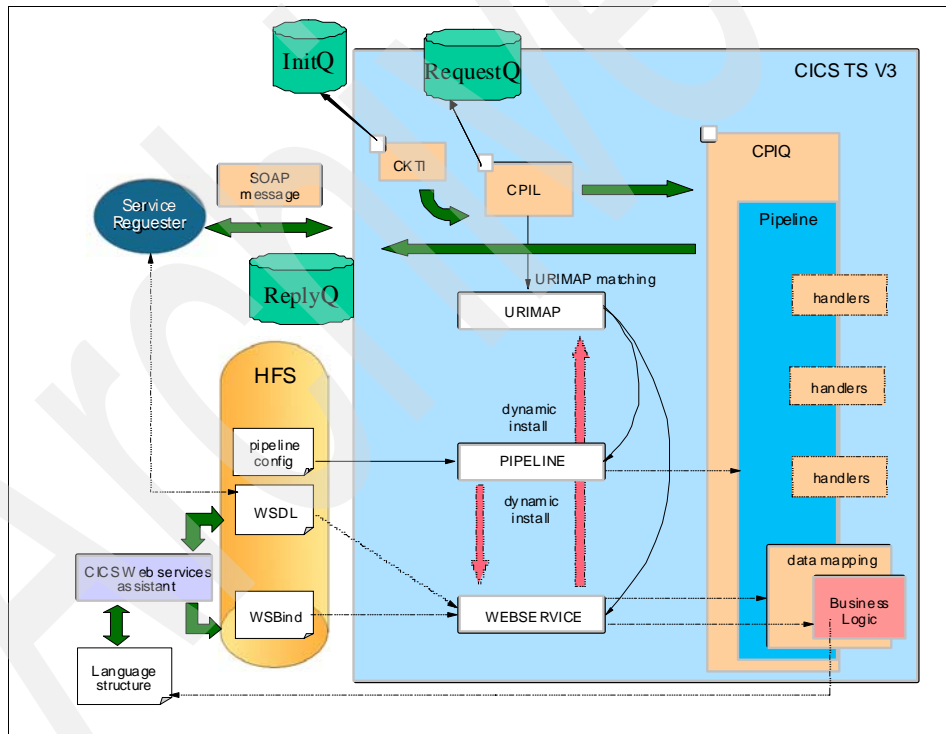 InitQ
RequestQ
CICS TS V3
CKTI
CPIL
CPIQ
SOAP
message
Service
Requester
Pipeline
ReplyQ
URIMAP matching
URIMAP
handlers
HFS
handlers
dynamic
install
pipeline
config
PIPELINE
handlers
WSDL
dynamic
install
CICS Web services
assistant
data mapping
WSBind
WEBSERVICE
Business
Logic
Language
structure
Archive